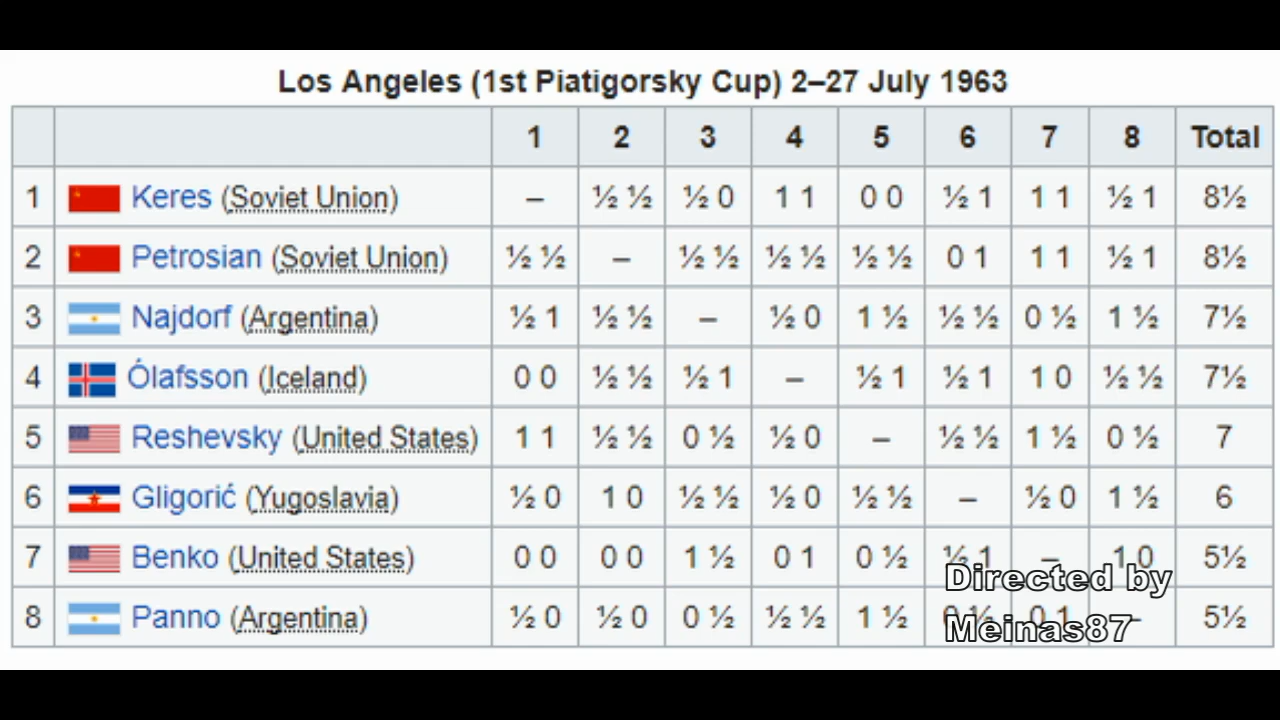 Los Angeles (1st Piatigorsky Cup) 2–27 July 1963
1 2 3 4 5 6 7 8 Total
1 Keres (Soviet Union) – ½ ½ ½ 0 1 1 0 0 ½ 1 1 1 ½ 1 8½
2 Petrosian (Soviet Union) ½ ½ – ½ ½ ½ ½ ½ ½ 0 1 1 1 ½ 1 8½
3 Najdorf (Argentina) ½ 1 ½ ½ – ½ 0 1 ½ ½ ½ 0 ½ 1 ½ 7½
4 Ólafsson (Iceland) 0 0 ½ ½ ½ 1 – ½ 1 ½ 1 1 0 ½ ½ 7½
5 Reshevsky (United States) 1 1 ½ ½ 0 ½ ½ 0 – ½ ½ 1 ½ 0 ½ 7
6 Gligorić (Yugoslavia) ½ 0 1 0 ½ ½ ½ 0 ½ ½ – ½ 0 1 ½ 6
7 Benko (United States) 0 0 0 0 1 ½ 0 1 0 ½ ½ 1 – 1 0 5½
8 Panno (Argentina) ½ 0 ½ 0 0 ½ ½ ½ 1 ½ 0 ½ 0 1 – 5½
Directed by
Meinas87